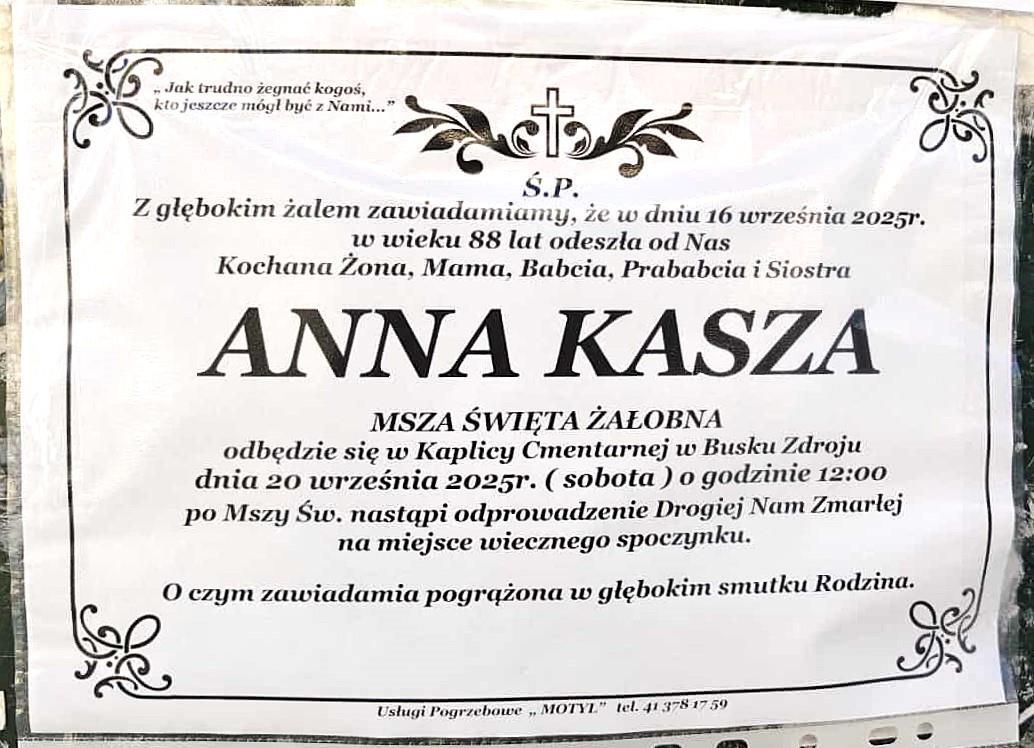 „ Jak trudno żegnać kogoś,
kto jeszcze mógł być z Nami..."
Ś.P.
Z głębokim żalem zawiadamiamy, że w dniu 16 września 2025r.
w wieku 88 lat odeszła od Nas
Kochana Żona, Mama, Babcia, Prababcia i Siostra
ANNA KASZA
MSZA ŚWIĘTA ŻAŁOBNA
odbędzie się w Kaplicy Cmentarnej w Busku Zdroju
dnia 20 września 2025r. ( sobota ) o godzinie 12:00
po Mszy Św. nastąpi odprowadzenie Drogiej Nam Zmarłej
na miejsce wiecznego spoczynku.
O czym zawiadamia pogrążona w głębokim smutku Rodzina.
Usługi Pogrzebowe „ MOTYL" tel. 41 378 17 59